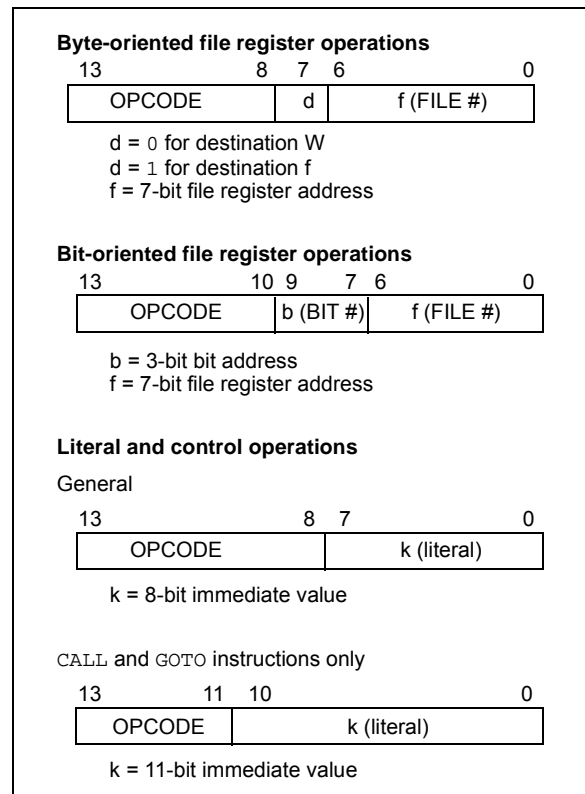 Byte-oriented file register operations
13 8 7 6 0
OPCODE d f (FILE #)
d = 0 for destination W
d = 1 for destination f
f = 7-bit file register address
Bit-oriented file register operations
13 10 9 7 6 0
OPCODE b (BIT #) f (FILE #)
b = 3-bit bit address
f = 7-bit file register address
Literal and control operations
General
13 8 7 0
OPCODE k (literal)
k = 8-bit immediate value
CALL and GOTO instructions only
13 11 10 0
OPCODE k (literal)
k = 11-bit immediate value